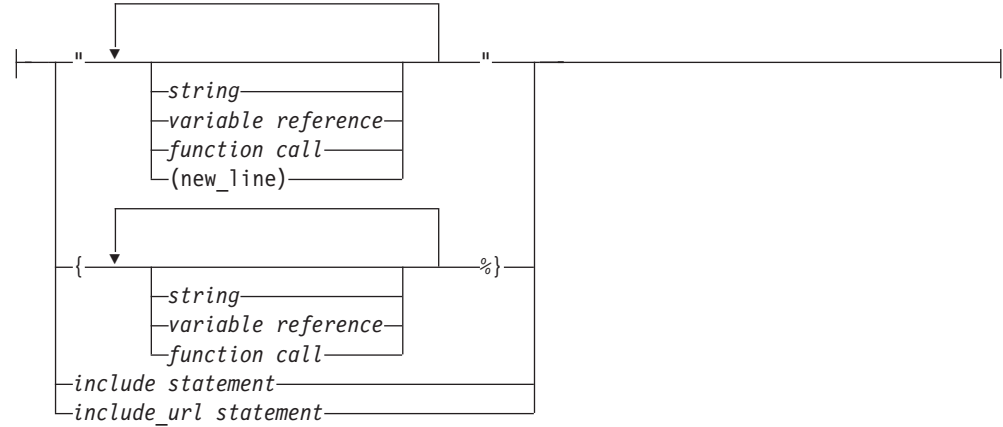 " "
string
variable reference
function call
(new_line)
{ %}
string
variable reference
function call
include statement
include_url statement